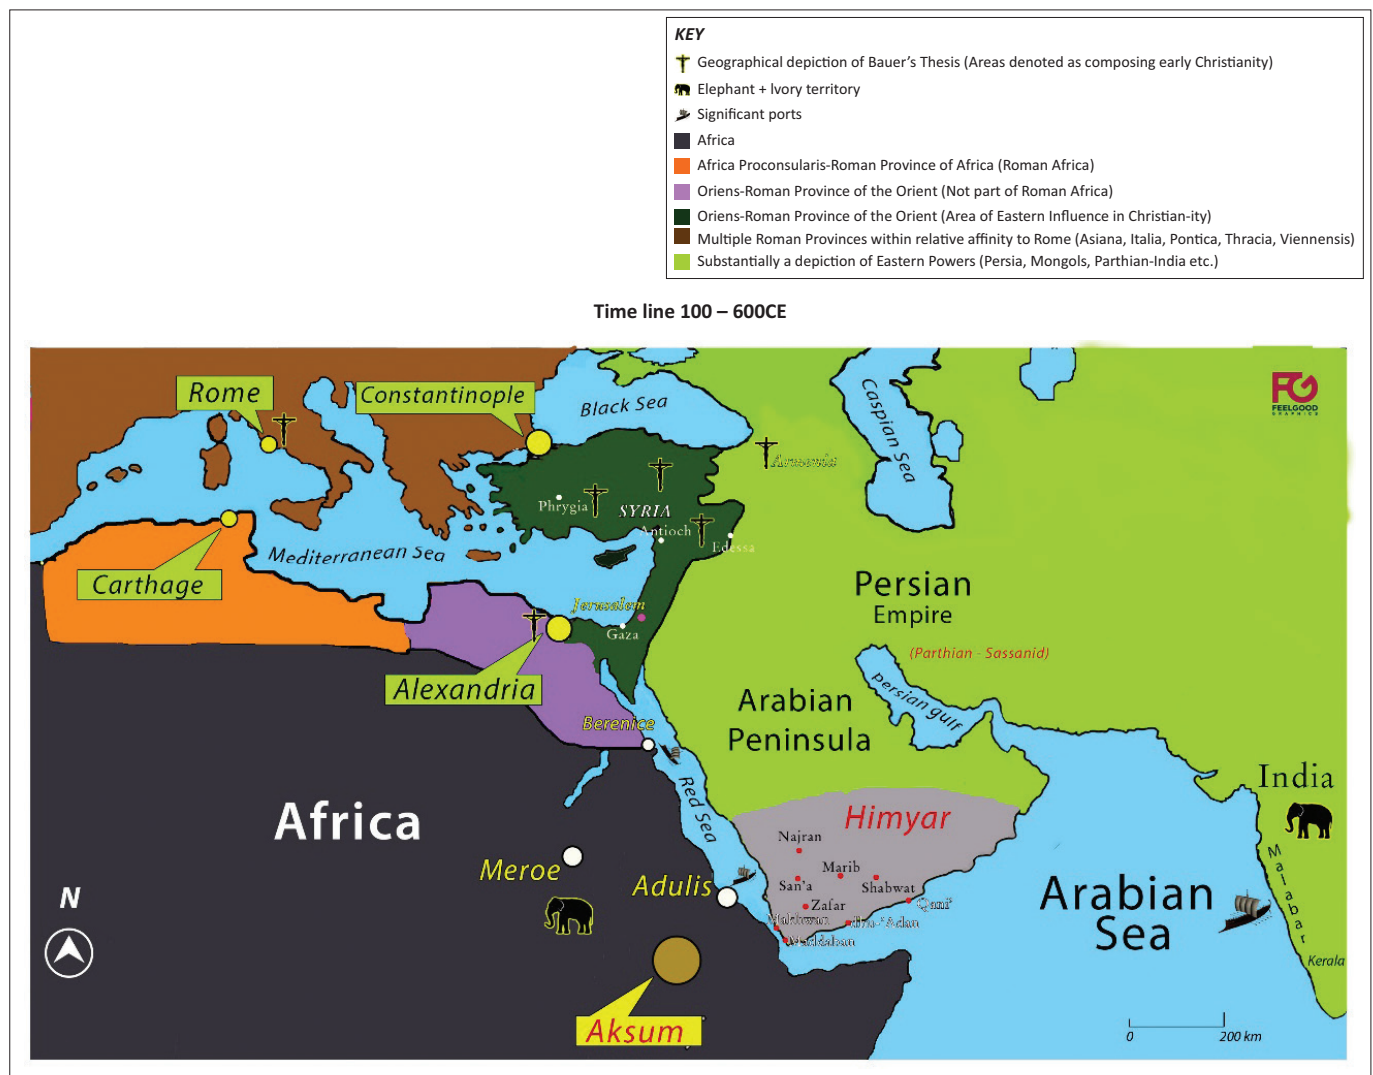 KEY
Geographical depiction of Bauer's Thesis (Areas denoted as composing early Christianity)
Elephant + Ivory territory
Significant ports
Africa
Africa Proconsularis-Roman Province of Africa (Roman Africa)
Oriens-Roman Province of the Orient (Not part of Roman Africa)
Oriens-Roman Province of the Orient (Area of Eastern Influence in Christian-ity)
Multiple Roman Provinces within relative affinity to Rome (Asiana, Italia, Pontica, Thracia, Viennensis)
Substantially a depiction of Eastern Powers (Persia, Mongols, Parthian-India etc.)
Time line 100 – 600CE
Rome
Constantinople
Black Sea
Caspian Sea
FG
FEELGOOD
GRAPHICS
Phrygia
SYRIA
Antioch
Edessa
Mediterranean Sea
Carthage
Persian
Empire
(Parthian - Sassanid)
Jerusalem
Gaza
Alexandria
Berenice
Arabian
Peninsula
persian gulf
Red Sea
India
Africa
Himyar
Najran
Marib
San'a
Shabwat
Zafar
Qani'
Meroe
Adulis
Malabar
Kerala
Arabian
Sea
N
Aksum
0 200 km